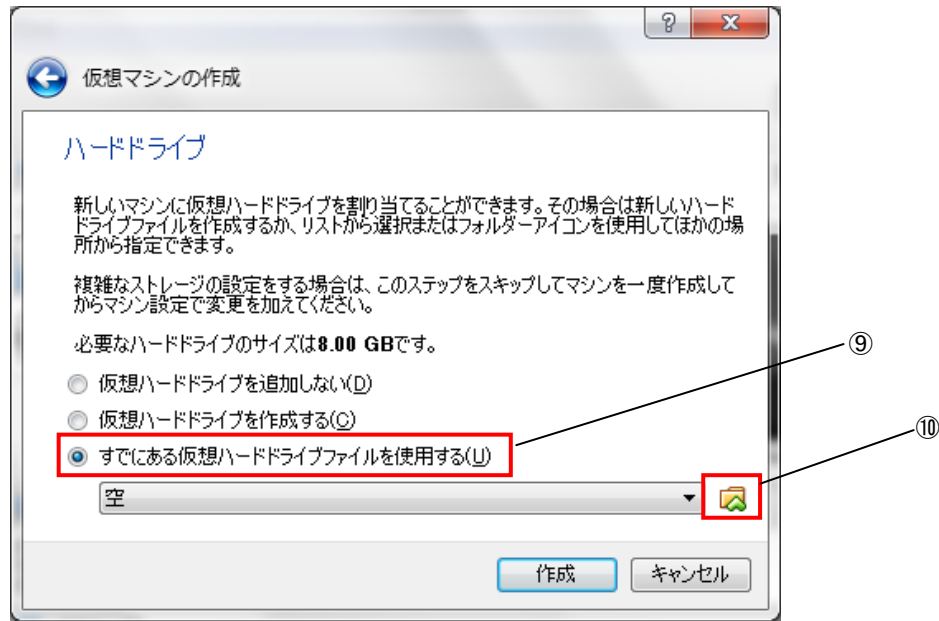 ?
X
仮想マシンの作成
ハードドライブ
新しいマシンに仮想ハードドライブを割り当てることができます。その場合は新しいハード
ドライブファイルを作成するか、リストから選択またはフォルダーアイコンを使用してほかの場
所から指定できます。
複雑なストレージの設定をする場合は、このステップをスキップしてマシンを一度作成して
からマシン設定で変更を加えてください。
必要なハードドライブのサイズは8.00 GBです。
⑨
仮想ハードドライブを追加しない(D)
仮想ハードドライブを作成する(C)
⑩
すでにある仮想ハードドライブファイルを使用する(U)
空
作成 キャンセル